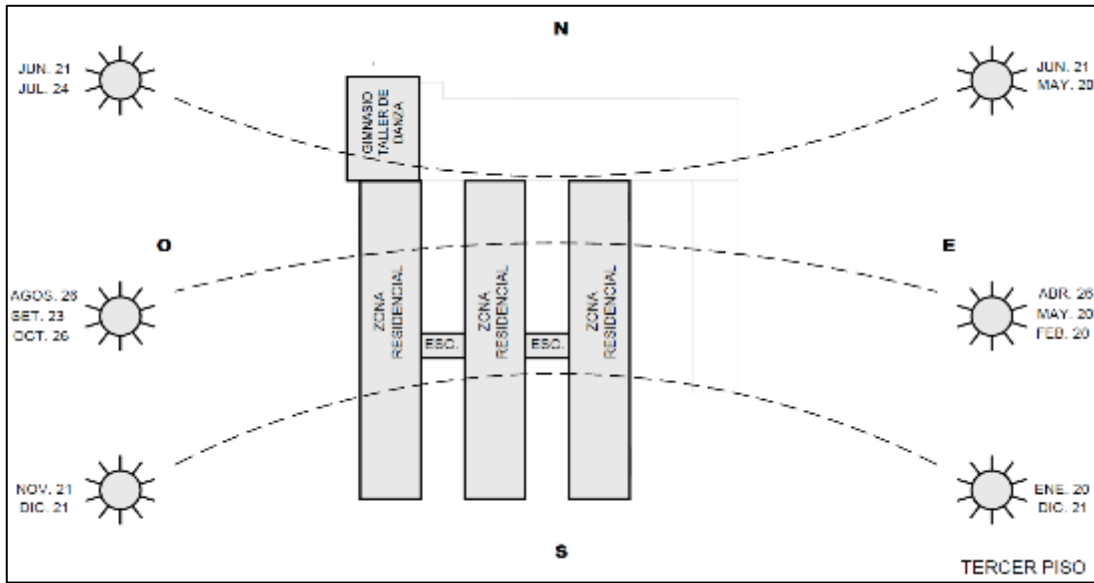 N
JUN. 21
JUL. 24
JUN. 21
MAY. 20
/GIMNASIO
TALLER DE
DANZA
O
E
ZONA
RESIDENCIAL
ZONA
RESIDENCIAL
ZONA
RESIDENCIAL
AGOS. 26
SET. 23
OCT. 26
ABR. 26
MAY. 20
FEB. 20
ESC.
ESC.
NOV. 21
DIC. 21
ENE. 20
DIC. 21
S
TERCER PISO